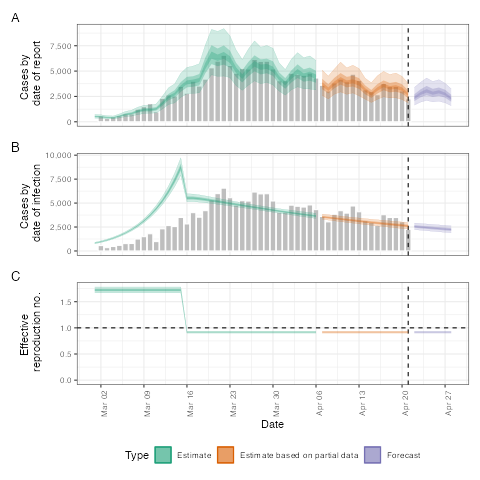 A
7,500
5,000
2,500
0
Cases by
date of report
B
10,000
7,500
5,000
2,500
0
Cases by
date of infection
C
1.5
1.0
0.5
0.0
Effective
reproduction no.
Mar 02
Mar 09
Mar 16
Mar 23
Mar 30
Apr 06
Apr 13
Apr 20
Apr 27
Date
Type Estimate Estimate based on partial data Forecast